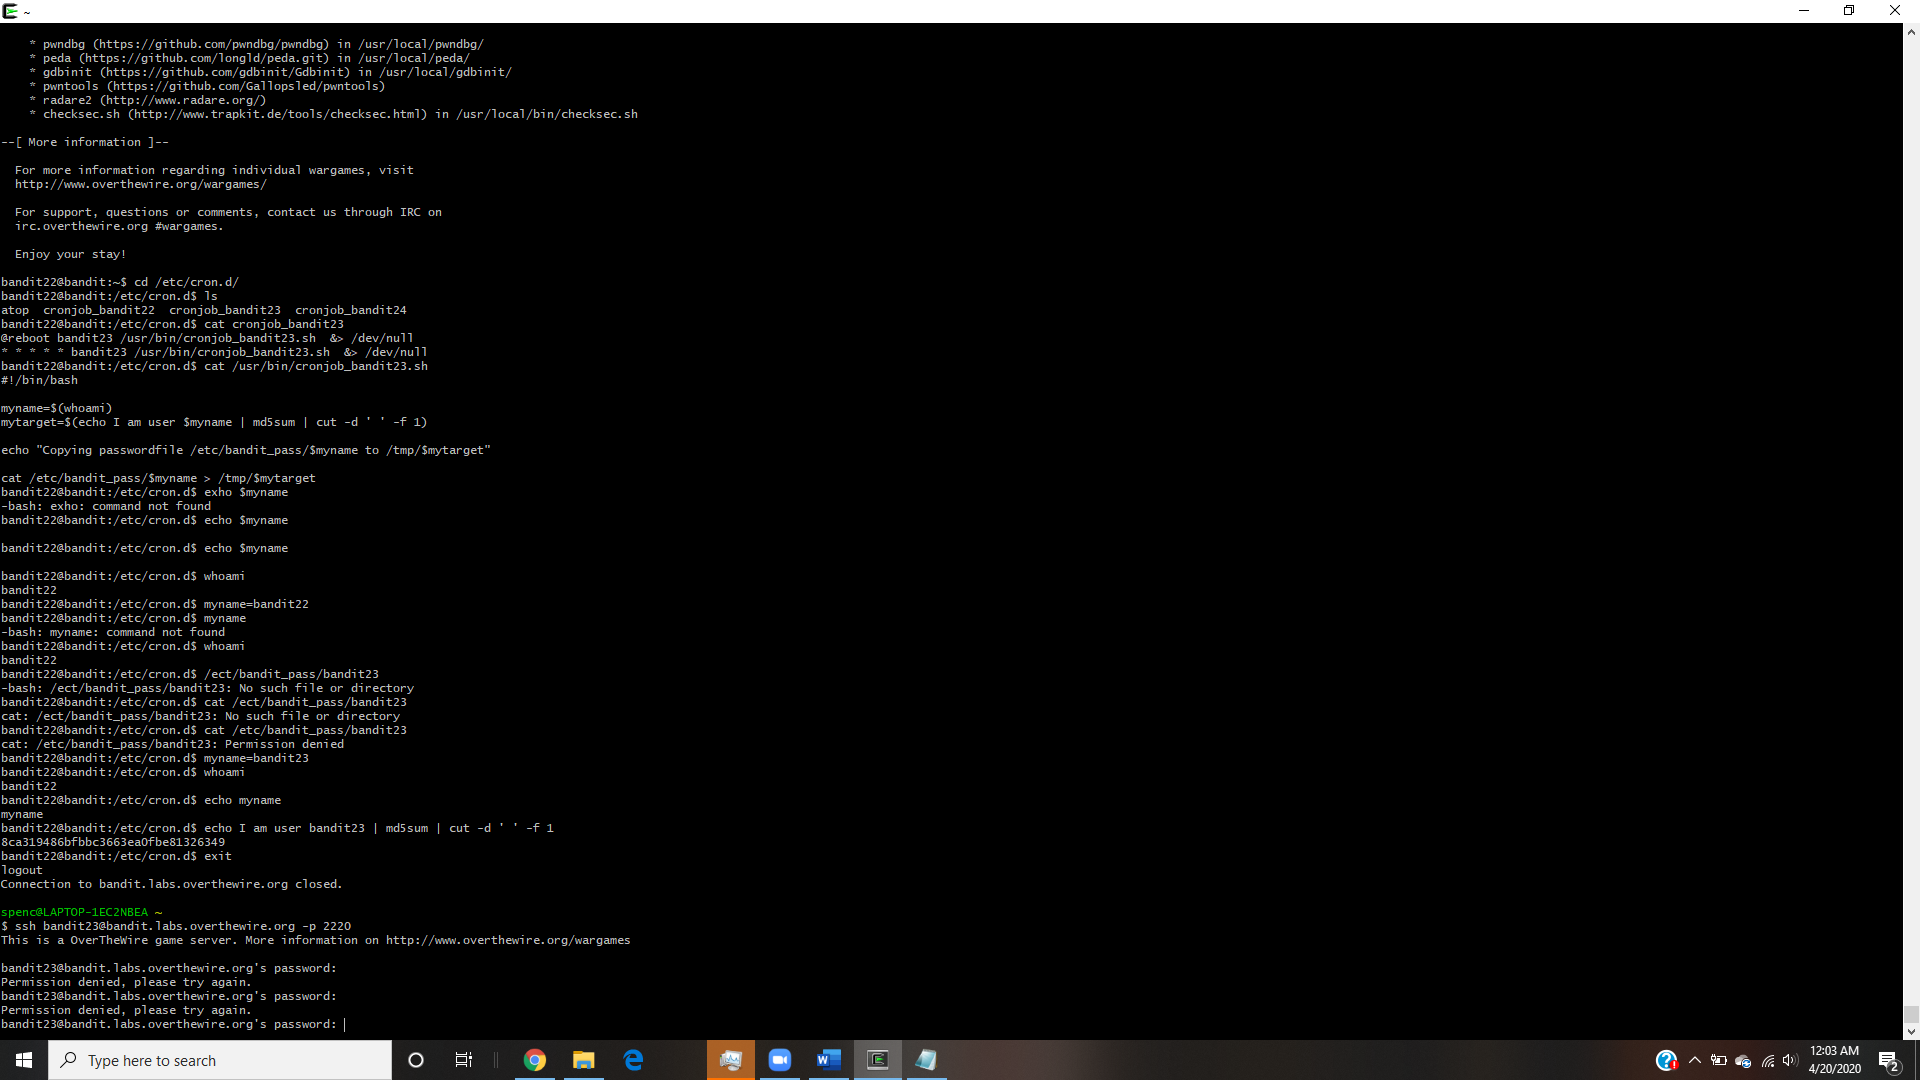 ~
* pwndbg (https://github.com/pwndbg/pwndbg) in /usr/local/pwndbg/
* peda (https://github.com/longld/peda.git) in /usr/local/peda/
* gdbinit (https://github.com/gdbinit/Gdbinit) in /usr/local/gdbinit/
* pwntools (https://github.com/Gallopsled/pwntools)
* radare2 (http://www.radare.org/)
* checksec.sh (http://www.trapkit.de/tools/checksec.html) in /usr/local/bin/checksec.sh
--[ More information ]--
For more information regarding individual wargames, visit
http://www.overthewire.org/wargames/
For support, questions or comments, contact us through IRC on
irc.overthewire.org #wargames.
Enjoy your stay!
bandit22@bandit:~$ cd /etc/cron.d/
bandit22@bandit:/etc/cron.d$ ls
atop  cronjob_bandit22  cronjob_bandit23  cronjob_bandit24
bandit22@bandit:/etc/cron.d$ cat cronjob_bandit23
@reboot bandit23 /usr/bin/cronjob_bandit23.sh  &> /dev/null
* * * * * bandit23 /usr/bin/cronjob_bandit23.sh  &> /dev/null
bandit22@bandit:/etc/cron.d$ cat /usr/bin/cronjob_bandit23.sh
#!/bin/bash
myname=$(whoami)
mytarget=$(echo I am user $myname | md5sum | cut -d ' ' -f 1)
echo "Copying passwordfile /etc/bandit_pass/$myname to /tmp/$mytarget"
cat /etc/bandit_pass/$myname > /tmp/$mytarget
bandit22@bandit:/etc/cron.d$ exho $myname
-bash: exho: command not found
bandit22@bandit:/etc/cron.d$ echo $myname
bandit22@bandit:/etc/cron.d$ echo $myname
bandit22@bandit:/etc/cron.d$ whoami
bandit22
bandit22@bandit:/etc/cron.d$ myname=bandit22
bandit22@bandit:/etc/cron.d$ myname
-bash: myname: command not found
bandit22@bandit:/etc/cron.d$ whoami
bandit22
bandit22@bandit:/etc/cron.d$ /ect/bandit_pass/bandit23
-bash: /ect/bandit_pass/bandit23: No such file or directory
bandit22@bandit:/etc/cron.d$ cat /ect/bandit_pass/bandit23
cat: /ect/bandit_pass/bandit23: No such file or directory
bandit22@bandit:/etc/cron.d$ cat /etc/bandit_pass/bandit23
cat: /etc/bandit_pass/bandit23: Permission denied
bandit22@bandit:/etc/cron.d$ myname=bandit23
bandit22@bandit:/etc/cron.d$ whoami
bandit22
bandit22@bandit:/etc/cron.d$ echo myname
myname
bandit22@bandit:/etc/cron.d$ echo I am user bandit23 | md5sum | cut -d ' ' -f 1
8ca319486bfbbc3663ea0fbe81326349
bandit22@bandit:/etc/cron.d$ exit
logout
Connection to bandit.labs.overthewire.org closed.
spenc@LAPTOP-1EC2NBEA ~
$ ssh bandit23@bandit.labs.overthewire.org -p 2220
This is a OverTheWire game server. More information on http://www.overthewire.org/wargames
bandit23@bandit.labs.overthewire.org's password:
Permission denied, please try again.
bandit23@bandit.labs.overthewire.org's password:
Permission denied, please try again.
bandit23@bandit.labs.overthewire.org's password:
Type here to search
12:03 AM
4/20/2020
2